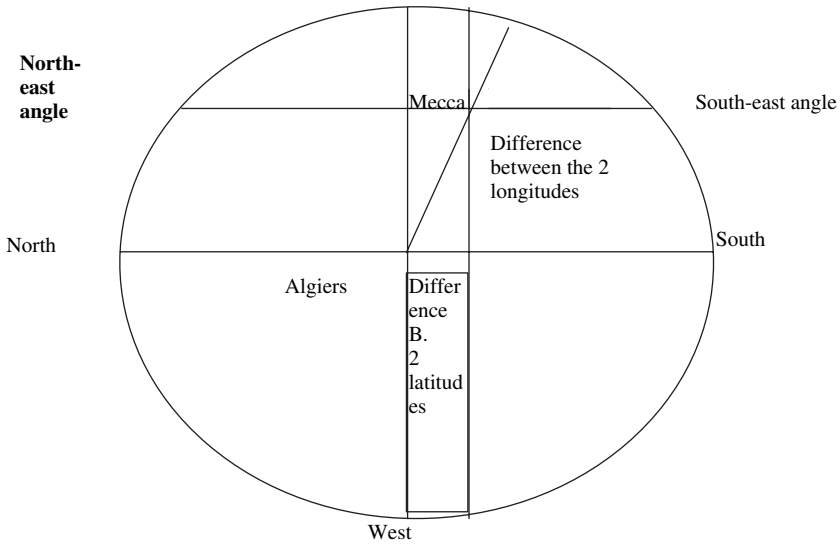 North-
east
angle
Mecca
South-east angle
Difference
between the 2
longitudes
North
South
Algiers
Differ
ence
B.
2
latitud
es
West